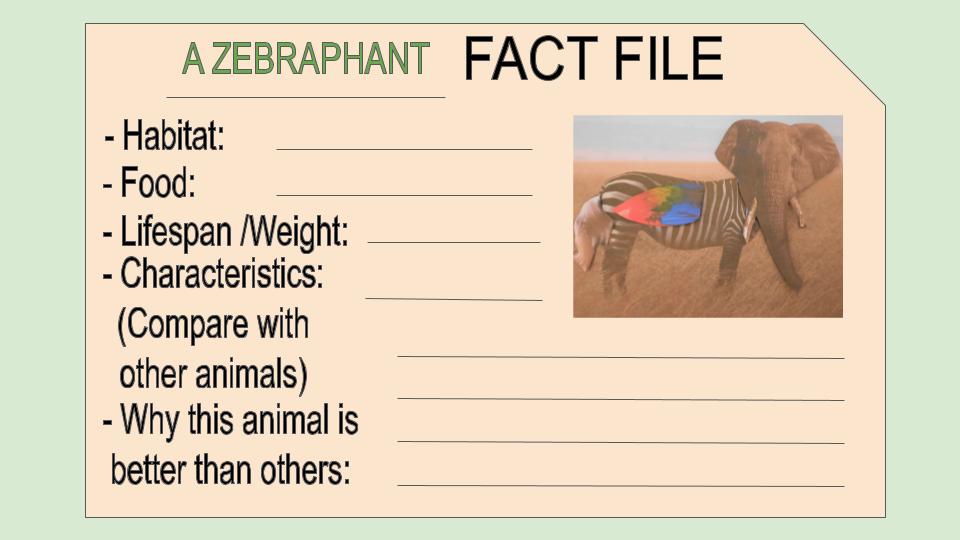 A ZEBRAPHANT FACT FILE
- Habitat:
- Food:
- Lifespan /Weight:
- Characteristics:
(Compare with
other animals)
- Why this animal is
better than others: